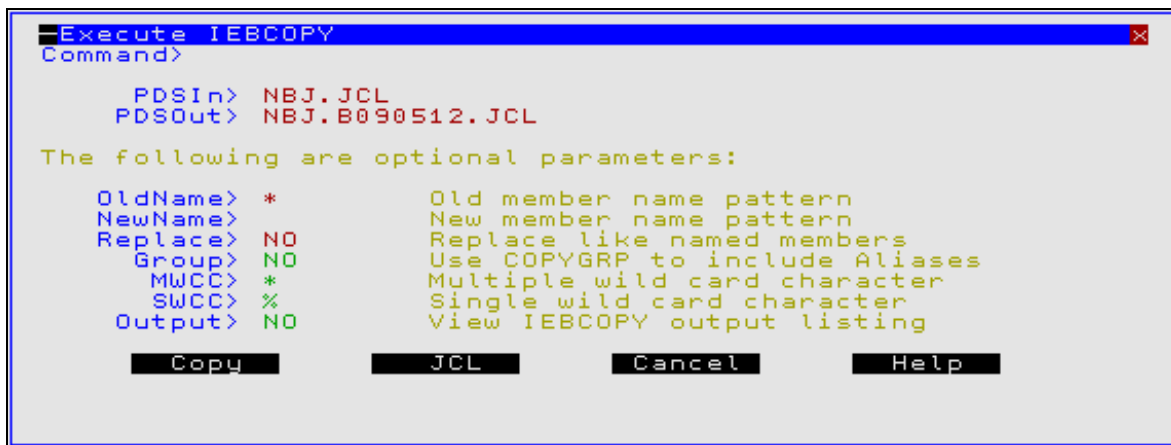 Execute IEBCOPY X
Command>
PDSIn> NBJ.JCL
PDSOut> NBJ.B090512.JCL
The following are optional parameters:
OldName> * Old member name pattern
NewName> New member name pattern
Replace> NO Replace like named members
Group> NO Use COPYGRP to include Aliases
MWCC> * Multiple wild card character
SWCC> % Single wild card character
Output> NO View IEBCOPY output listing
Copy JCL Cancel Help